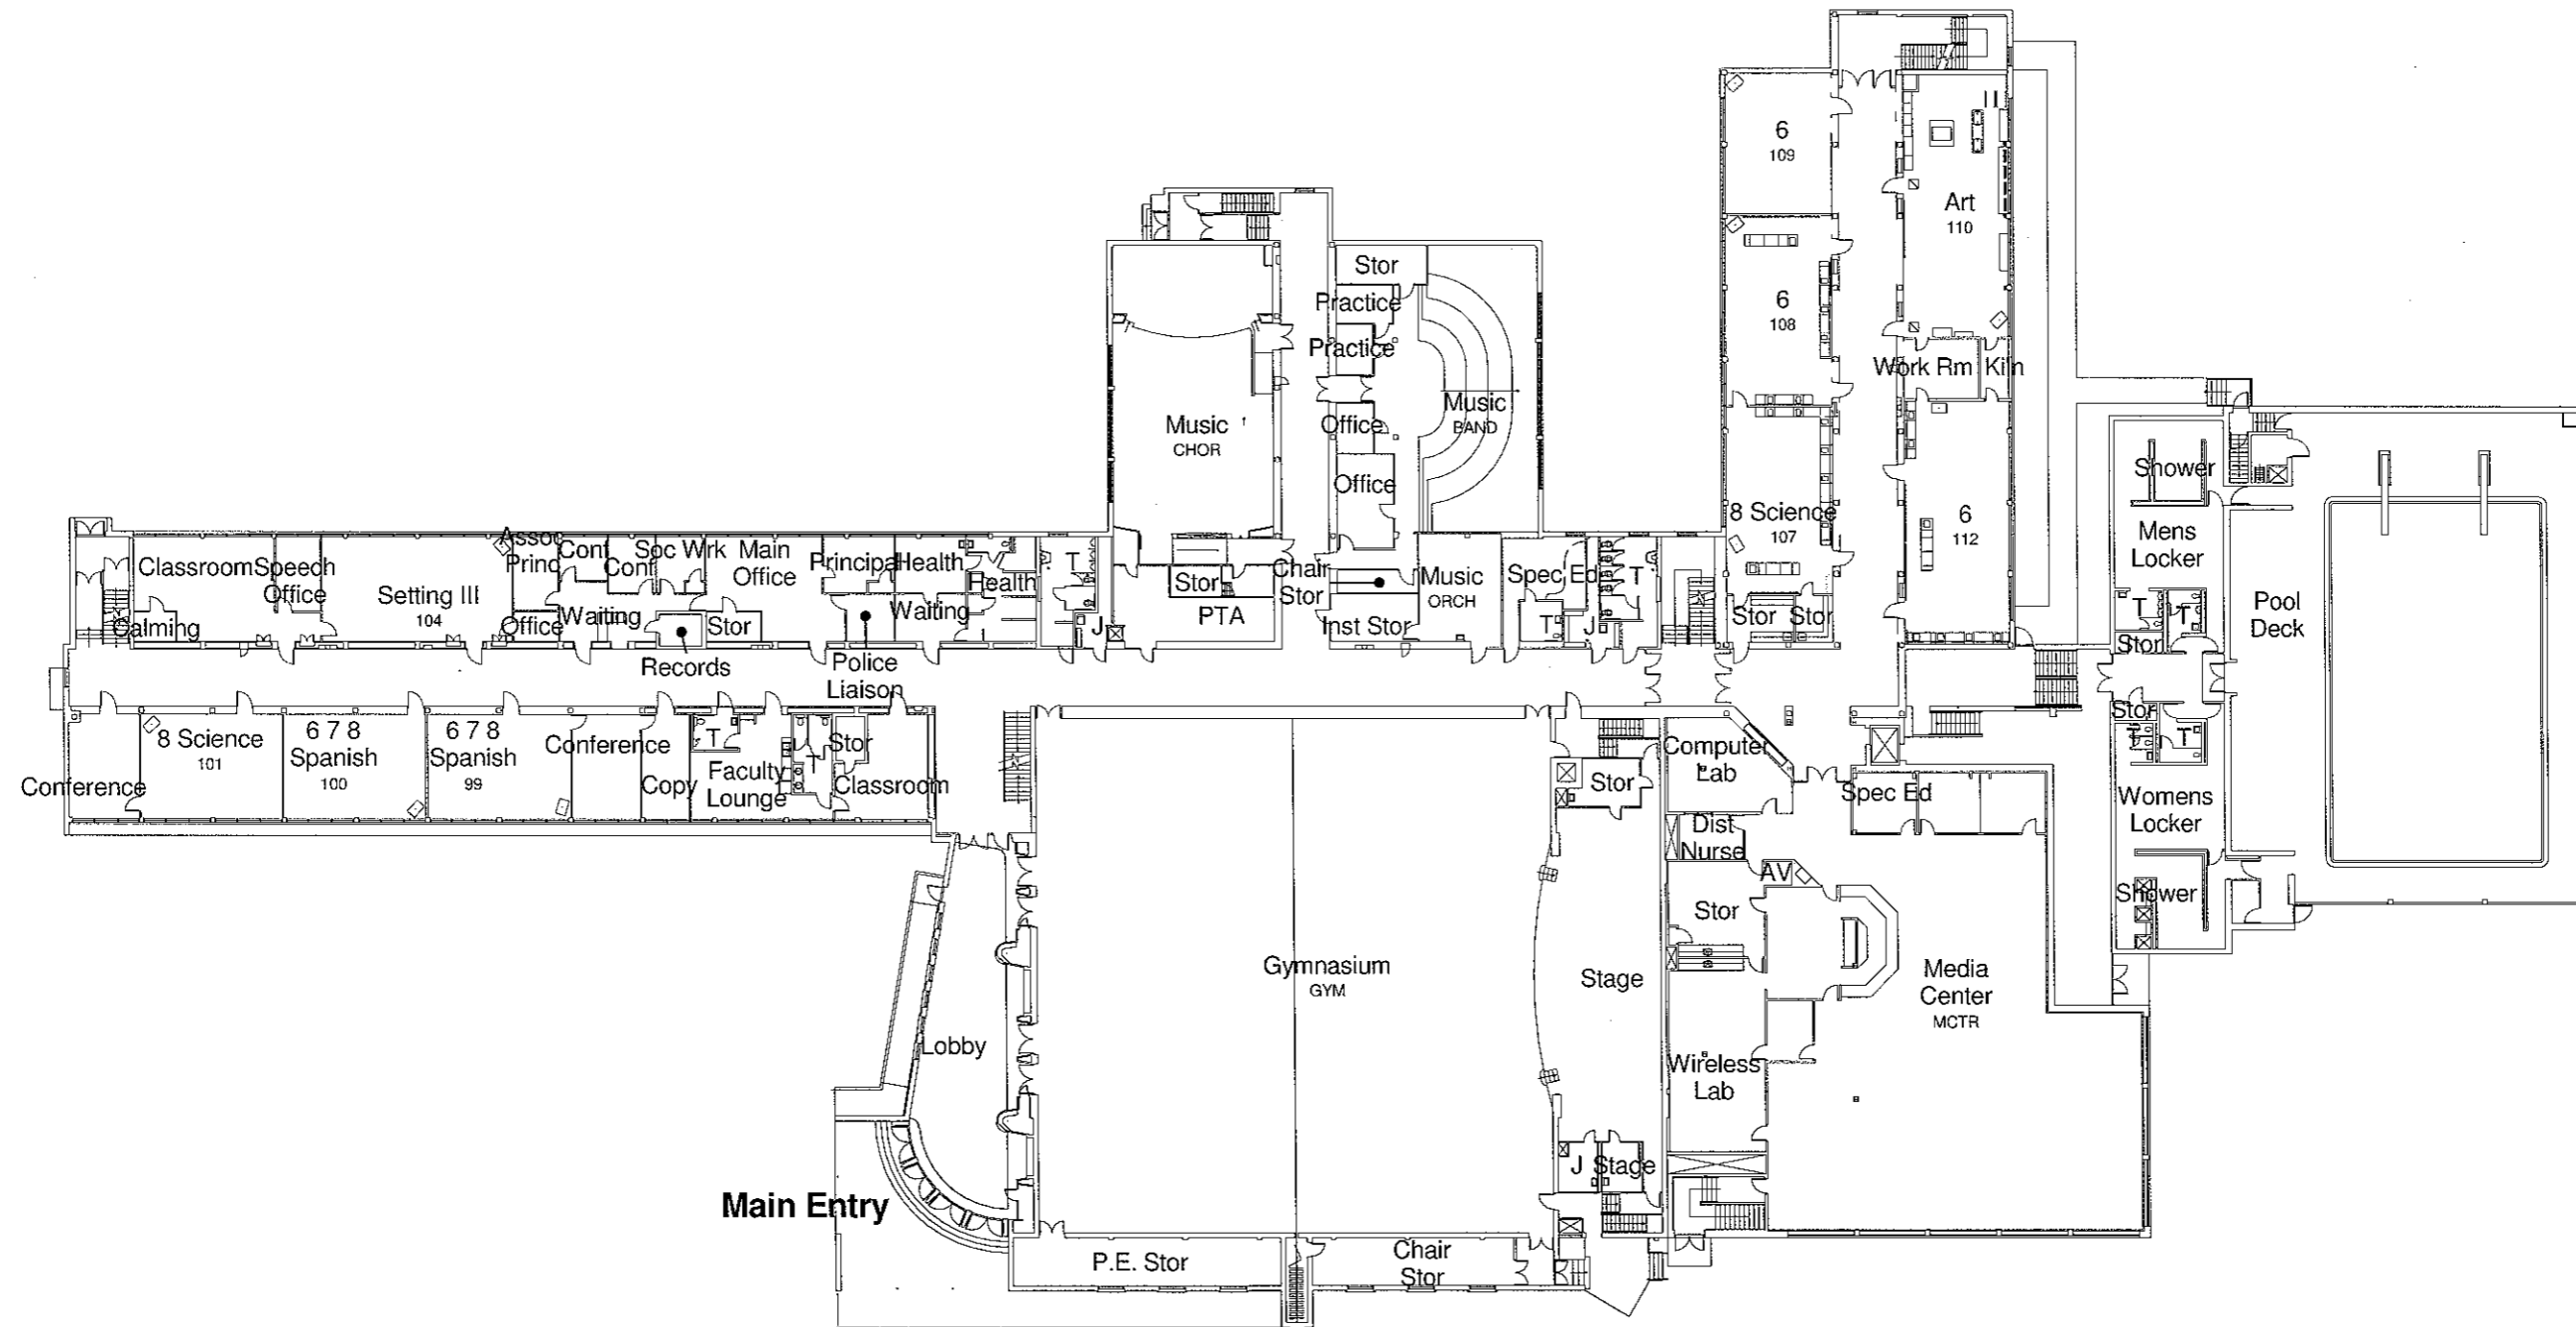 6
109
Art
110
6
108
Work Rm
Kiln
8 Science
107
6
112
Stor
Stor
Stor
Practice
Practice
Office
Office
Music
BAND
Music
CHOR
Classroom
Speech
Office
Calming
Setting III
104
Assoc
Princ
Office
Conf
Conf
Soc Wrk
Waiting
Main
Office
Records
Stor
Principal
Police
Liaison
Health
Health
Waiting
T
J
Stor
PTA
Chair
Stor
Inst Stor
Music
ORCH
Spec Ed
T
J
T
Conference
8 Science
101
6 7 8
Spanish
100
6 7 8
Spanish
99
Conference
Copy
T
Faculty
Lounge
T
Stor
Classroom
Lobby
Main Entry
Gymnasium
GYM
P.E. Stor
Chair
Stor
Stor
Stage
J
Stage
Computer
Lab
Dist
Nurse
AV
Stor
Wireless
Lab
Spec Ed
Media
Center
MCTR
Shower
Mens
Locker
T
T
Stor
Stor
T
T
Womens
Locker
Shower
Pool
Deck